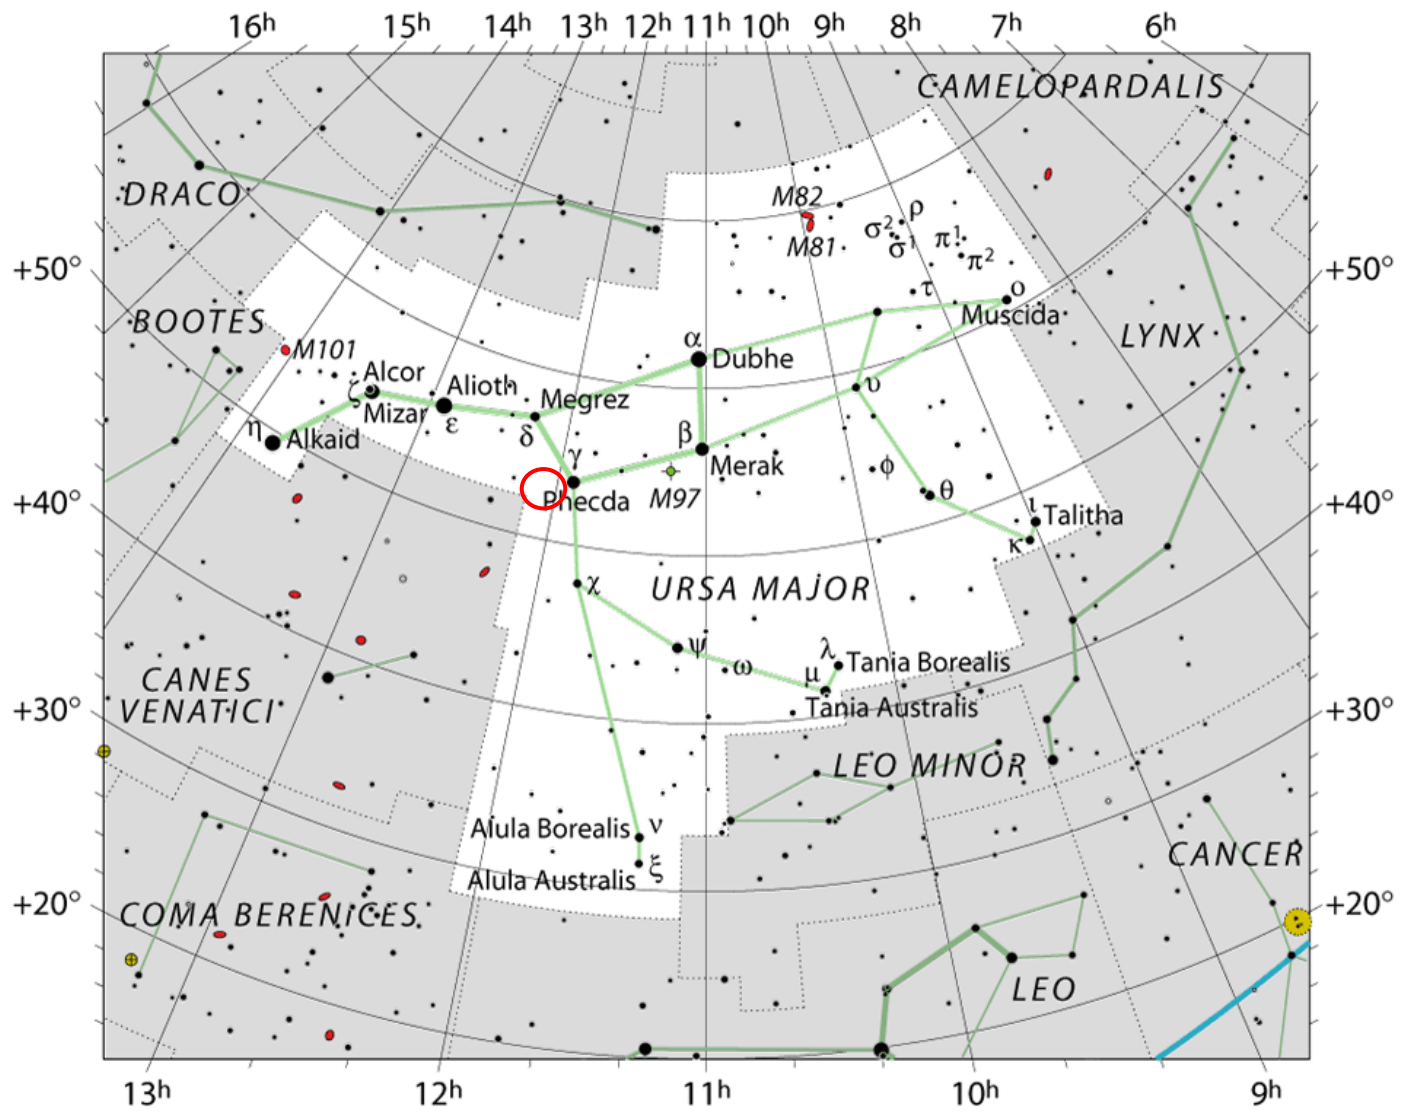 16h 15h 14h 13h 12h 11h 10h 9h 8h 7h 6h
CAMELOPARDALIS
DRACO
M82
M81
ρ
σ² σ¹ π¹ π²
+50° +50°
τ ο
Muscida
BOOTES
LYNX
M101
α
Dubhe
Alcor
ζ
Mizar
Alioth
ε
Megrez
δ
υ
η Alkaid
γ
β
Merak
φ
Phecda
M97
θ
+40° +40°
ι Talitha
κ
χ
URSA MAJOR
ψ
ω
λ Tania Borealis
μ
Tania Australis
CANES
VENATICI
+30° +30°
LEO MINOR
Alula Borealis ν
Alula Australis ξ
CANCER
+20° +20°
COMA BERENICES
LEO
13h 12h 11h 10h 9h